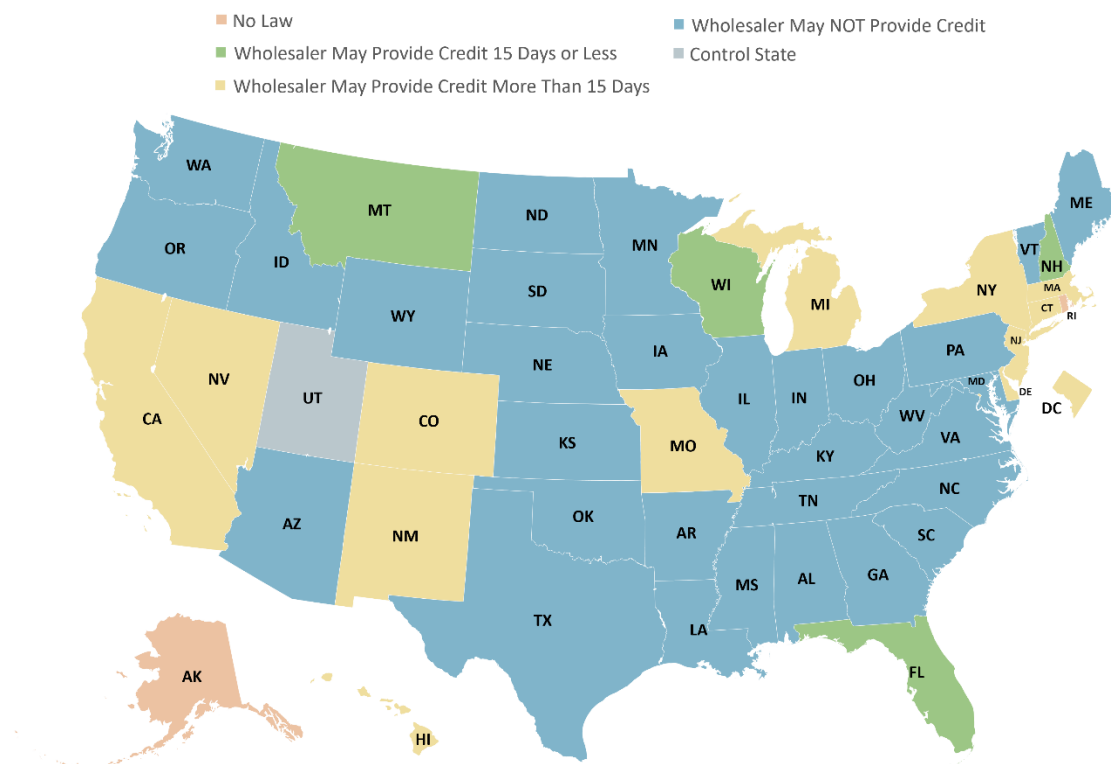 No Law
Wholesaler May NOT Provide Credit
Wholesaler May Provide Credit 15 Days or Less
Control State
Wholesaler May Provide Credit More Than 15 Days
WA
ME
MT
ND
VT
OR
MN
NH
ID
WI
NY
MA
SD
MI
CT
RI
WY
NJ
IA
PA
NE
OH
MD
NV
UT
IL
IN
DE
DC
CO
WV
CA
VA
KS
MO
KY
NC
TN
OK
AZ
NM
AR
SC
MS
AL
GA
TX
LA
FL
AK
HI